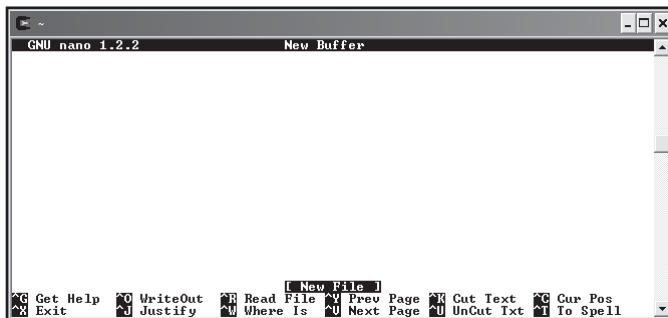 ~
GNU nano 1.2.2 New Buffer
[ New File ]
^G Get Help ^O WriteOut ^R Read File ^Y Prev Page ^K Cut Text ^C Cur Pos
^X Exit ^J Justify ^W Where Is ^V Next Page ^U UnCut Txt ^T To Spell